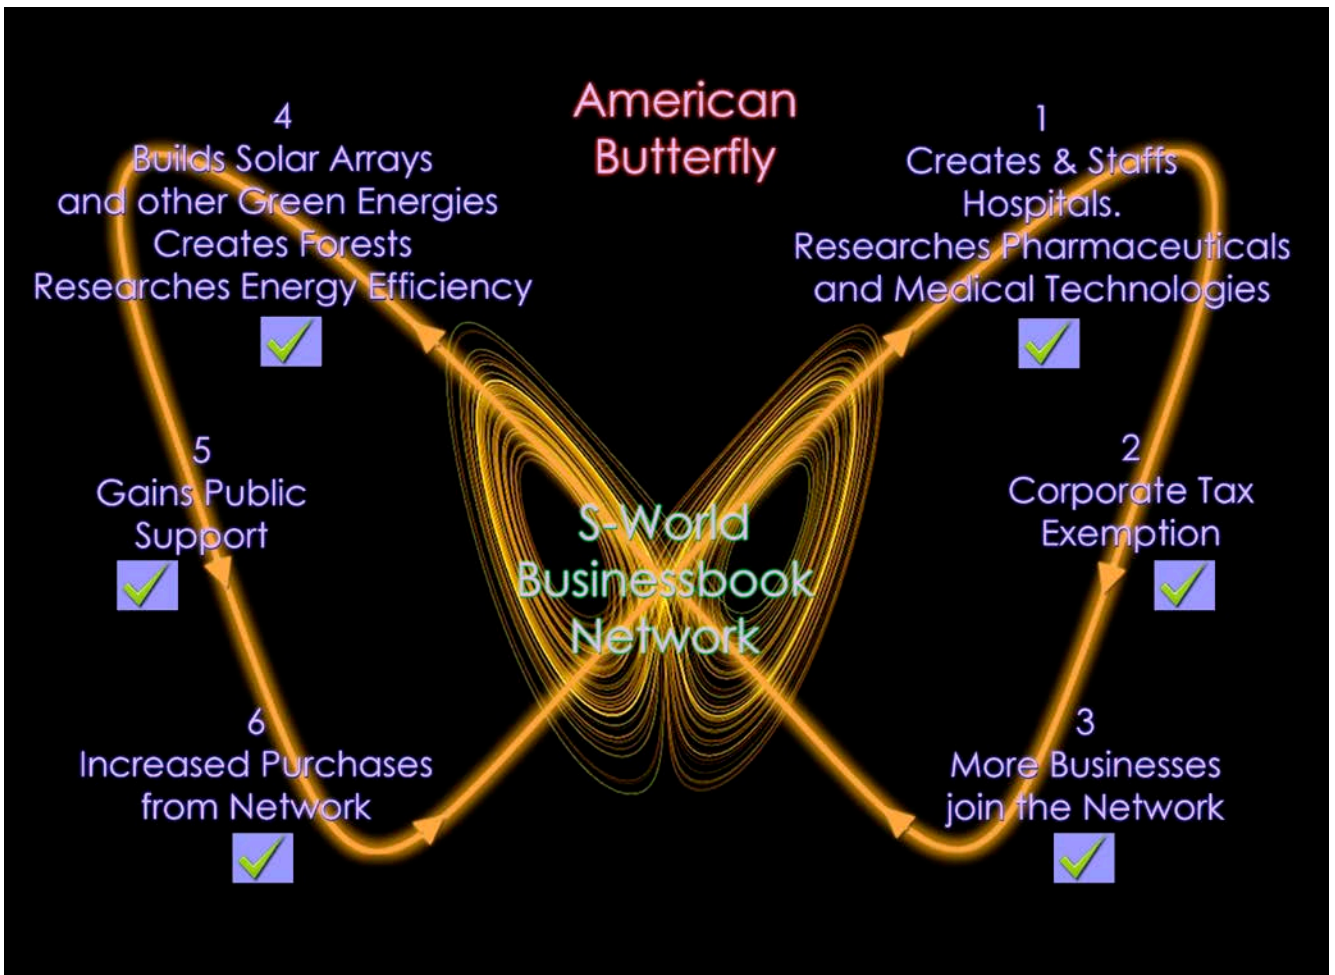 American
Butterfly
1
Creates & Staffs
Hospitals.
Researches Pharmaceuticals
and Medical Technologies
2
Corporate Tax
Exemption
3
More Businesses
join the Network
4
Builds Solar Arrays
and other Green Energies
Creates Forests
Researches Energy Efficiency
5
Gains Public
Support
6
Increased Purchases
from Network
S-World
Businessbook
Network